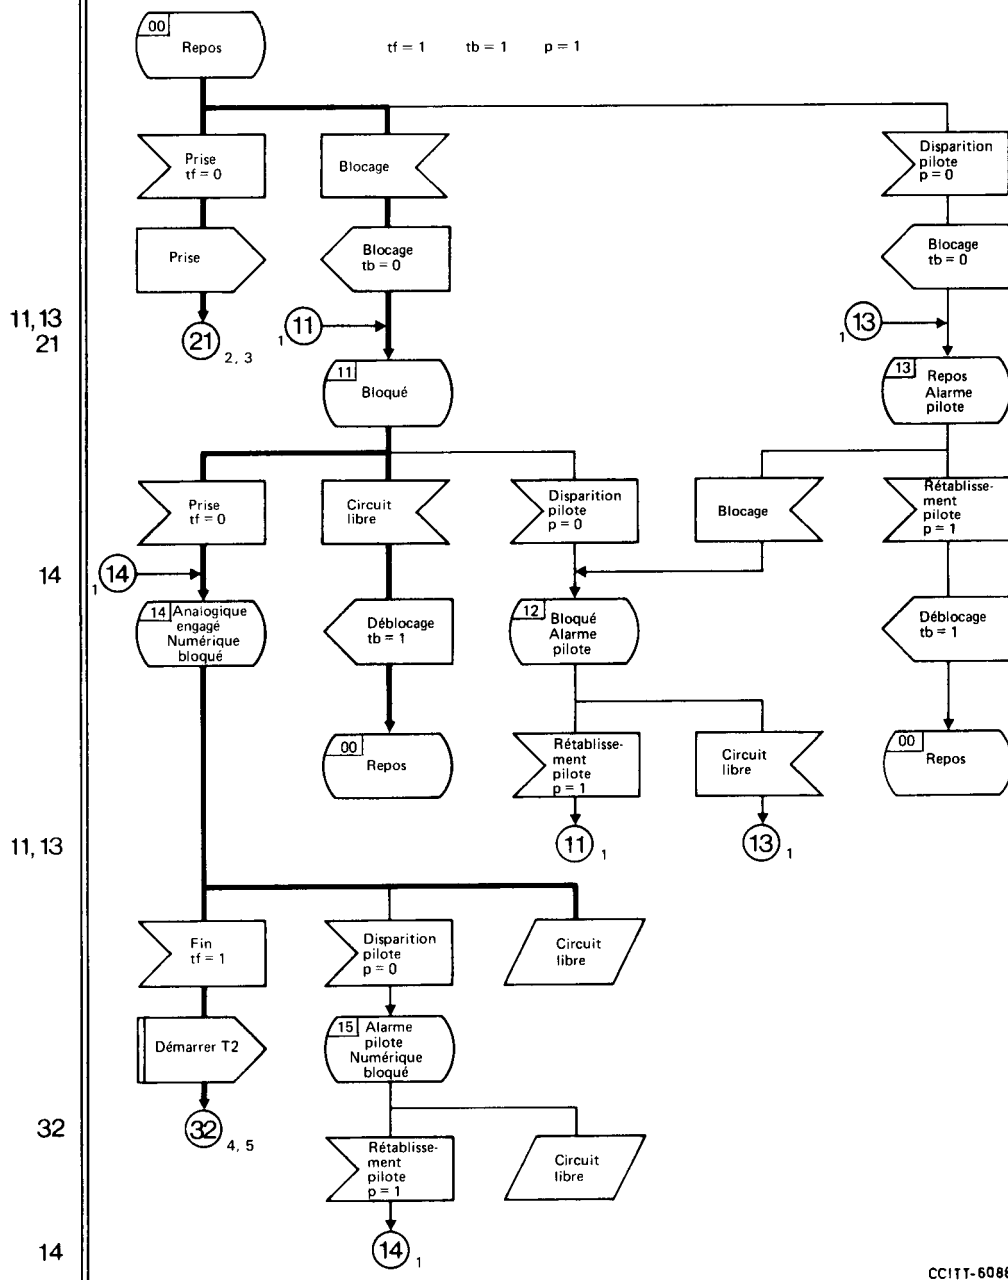 00
Repos
tf = 1 tb = 1 p = 1
Prise
tf = 0
Blocage
Disparition
pilote
p = 0
Prise
Blocage
tb = 0
Blocage
tb = 0
11, 13
21
21
2, 3
1
11
1
13
11
Bloqué
13
Repos
Alarme
pilote
Prise
tf = 0
Circuit
libre
Disparition
pilote
p = 0
Blocage
Rétablisse-
ment
pilote
p = 1
14
1
14
14
Analogique
engagé
Numérique
bloqué
Déblocage
tb = 1
12
Bloqué
Alarme
pilote
Déblocage
tb = 1
00
Repos
Rétablisse-
ment
pilote
p = 1
Circuit
libre
00
Repos
11, 13
11
1
13
1
Fin
tf = 1
Disparition
pilote
p = 0
Circuit
libre
Démarrer T2
15
Alarme
pilote
Numérique
bloqué
32
32
4, 5
Rétablisse-
ment
pilote
p = 1
Circuit
libre
14
14
1